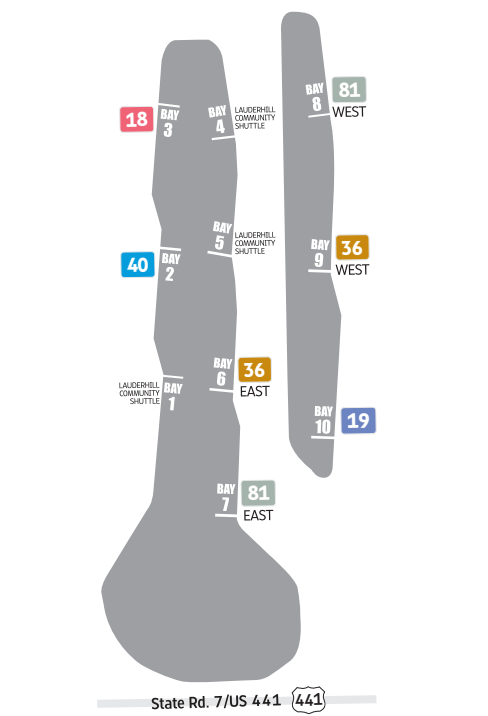 BAY
8
81
WEST
18
BAY
3
BAY
4
LAUDERHILL
COMMUNITY
SHUTTLE
BAY
5
LAUDERHILL
COMMUNITY
SHUTTLE
40
BAY
2
BAY
9
36
WEST
LAUDERHILL
COMMUNITY
SHUTTLE
BAY
1
BAY
6
36
EAST
BAY
10
19
BAY
7
81
EAST
State Rd. 7/US 441
441